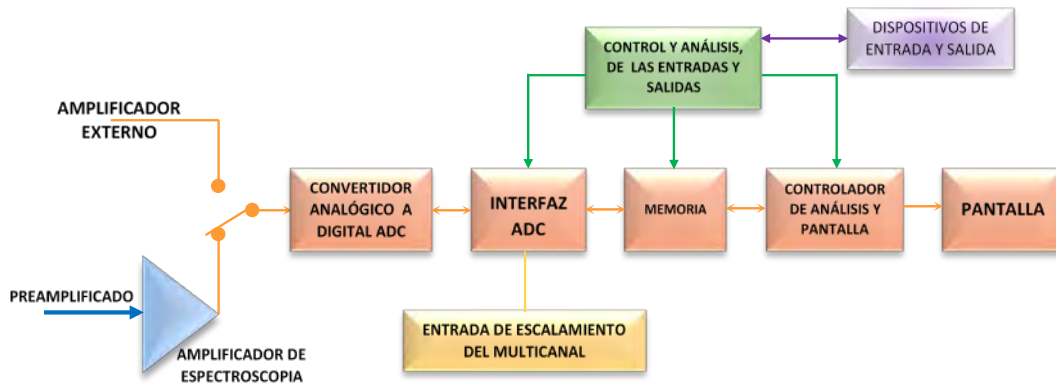 CONTROL Y ANÁLISIS,
DE LAS ENTRADAS Y
SALIDAS
DISPOSITIVOS DE
ENTRADA Y SALIDA
AMPLIFICADOR
EXTERNO
CONVERTIDOR
ANALÓGICO A
DIGITAL ADC
INTERFAZ
ADC
MEMORIA
CONTROLADOR
DE ANÁLISIS Y
PANTALLA
PANTALLA
PREAMPLIFICADO
AMPLIFICADOR DE
ESPECTROSCOPIA
ENTRADA DE ESCALAMIENTO
DEL MULTICANAL